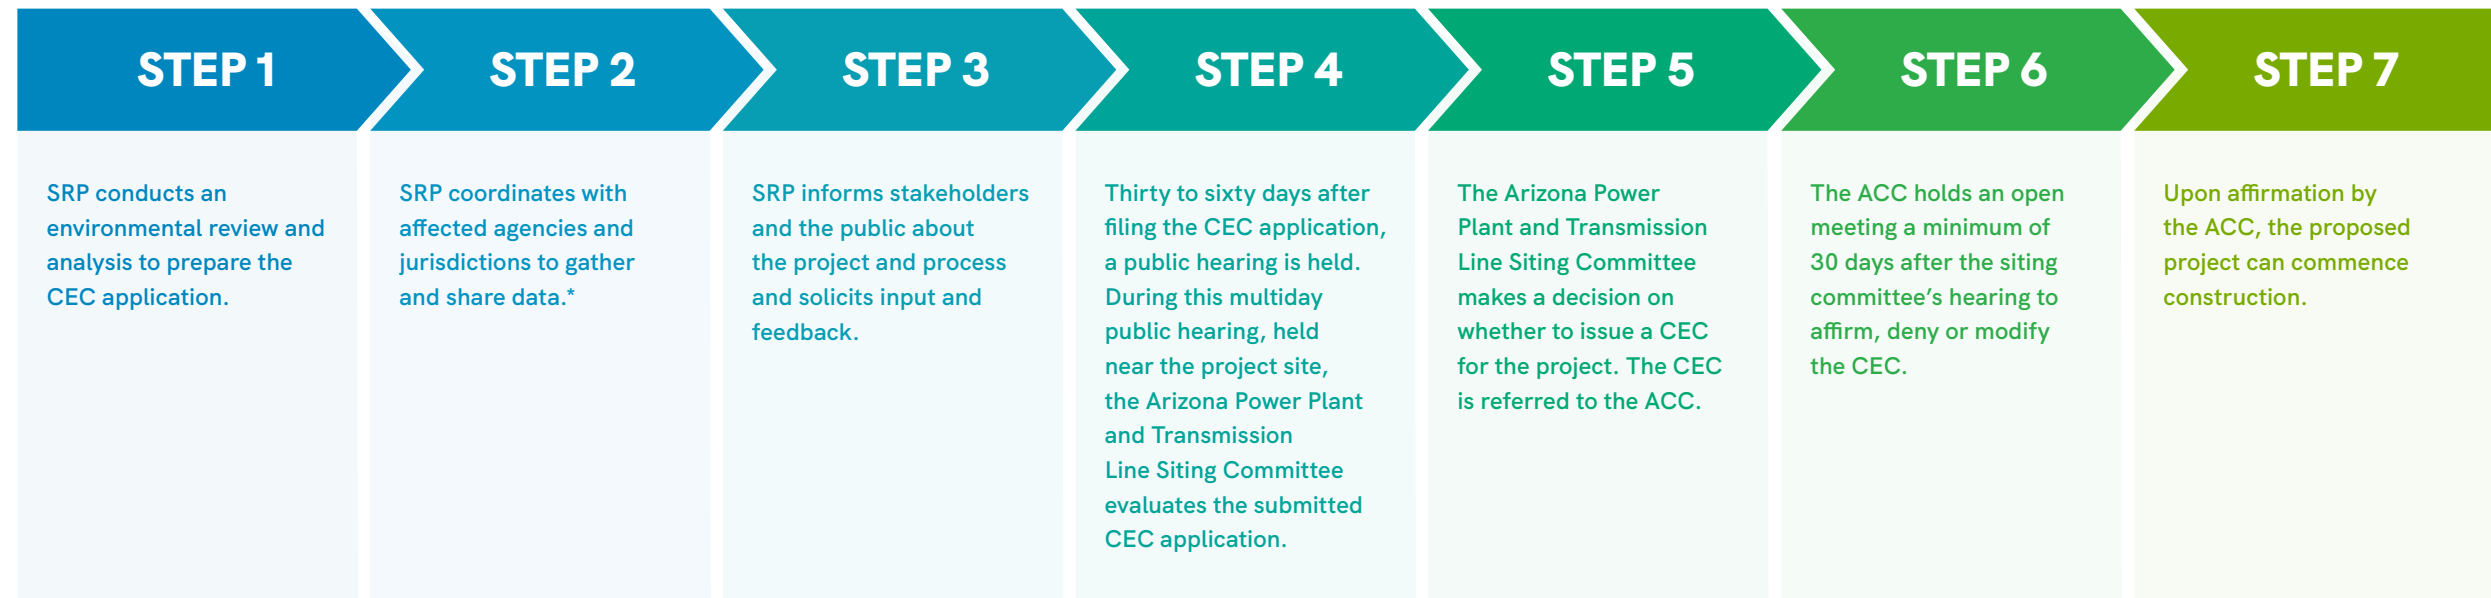 STEP 1
SRP conducts an
environmental review and
analysis to prepare the
CEC application.
STEP 2
SRP coordinates with
affected agencies and
jurisdictions to gather
and share data.*
STEP 3
SRP informs stakeholders
and the public about
the project and process
and solicits input and
feedback.
STEP 4
Thirty to sixty days after
filing the CEC application,
a public hearing is held.
During this multiday
public hearing, held
near the project site,
the Arizona Power Plant
and Transmission
Line Siting Committee
evaluates the submitted
CEC application.
STEP 5
The Arizona Power
Plant and Transmission
Line Siting Committee
makes a decision on
whether to issue a CEC
for the project. The CEC
is referred to the ACC.
STEP 6
The ACC holds an open
meeting a minimum of
30 days after the siting
committee’s hearing to
affirm, deny or modify
the CEC.
STEP 7
Upon affirmation by
the ACC, the proposed
project can commence
construction.